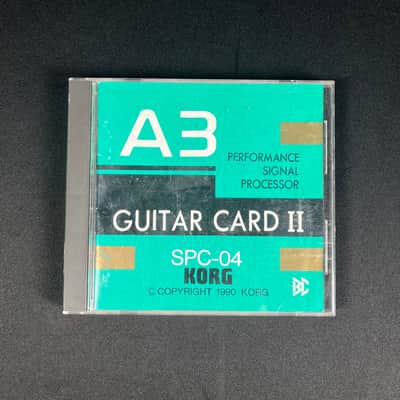 A3
PERFORMANCE
SIGNAL
PROCESSOR
GUITAR CARD II
SPC-04
KORG
© COPYRIGHT 1990 KORG